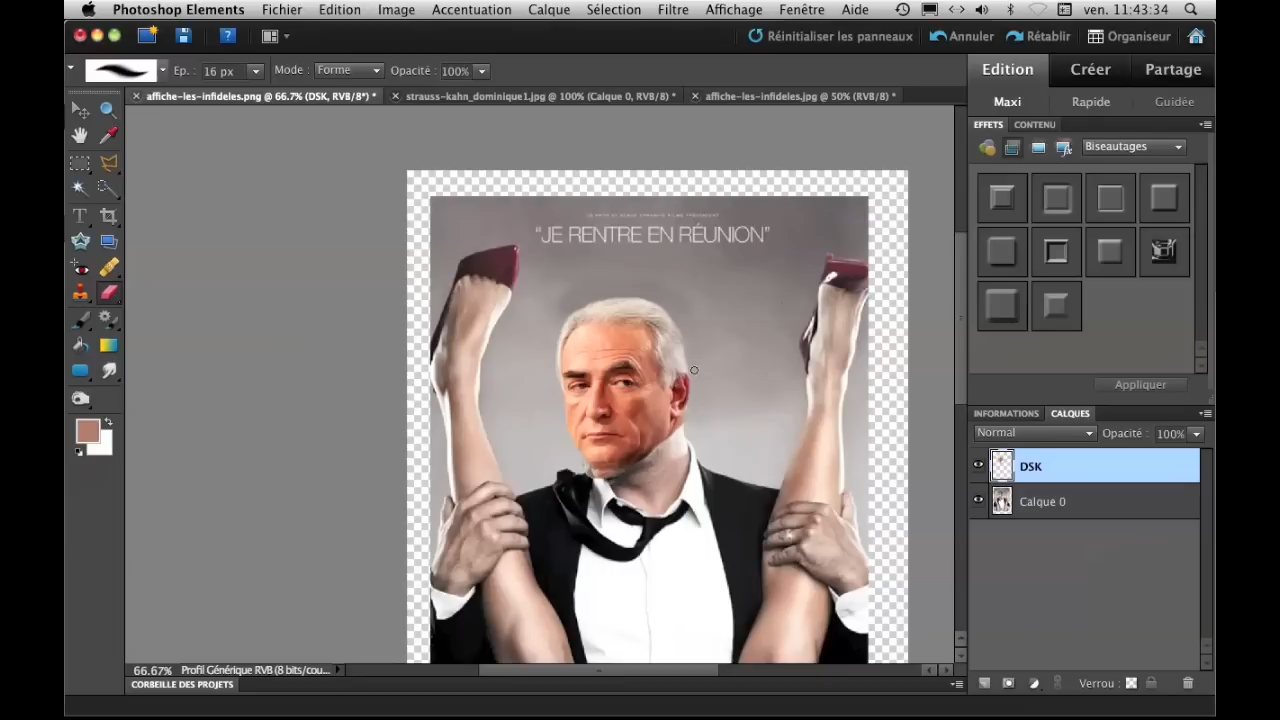 Photoshop Elements Fichier Edition Image Accentuation Calque Sélection Filtre Affichage Fenêtre Aide ven. 11:43:34
? Réinitialiser les panneaux Annuler Rétablir Organiseur
Ep. : 16 px Mode : Forme Opacité : 100%
Edition Créer Partage
affiche-les-infideles.png @ 66.7% (DSK, RVB/8*) * strauss-kahn_dominique1.jpg @ 100% (Calque 0, RVB/8) * affiche-les-infideles.jpg @ 50% (RVB/8) *
Maxi Rapide Guidée
EFFETS CONTENU
Biseautages
"JE RENTRE EN RÉUNION"
Appliquer
INFORMATIONS CALQUES
Normal Opacité : 100%
DSK
Calque 0
66.67% Profil Générique RVB (8 bits/cou...
Verrou :
CORBEILLE DES PROJETS